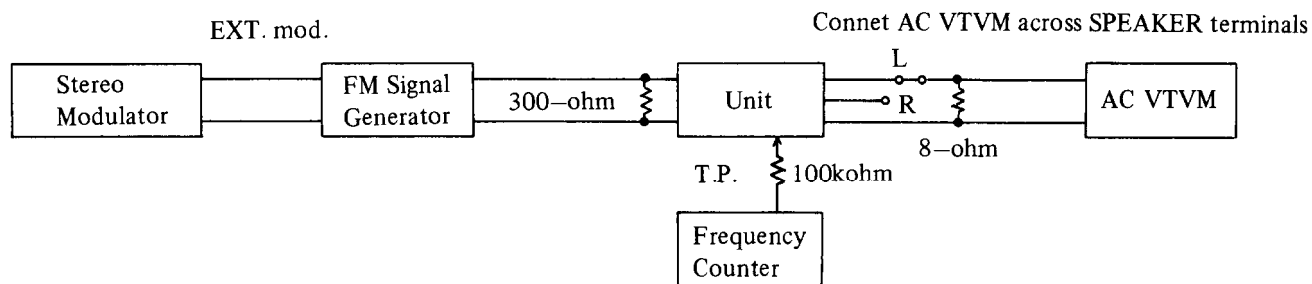 EXT. mod.
Connet AC VTVM across SPEAKER terminals
Stereo
Modulator
FM Signal
Generator
300-ohm
Unit
L
R
8-ohm
AC VTVM
T.P.
100kohm
Frequency
Counter